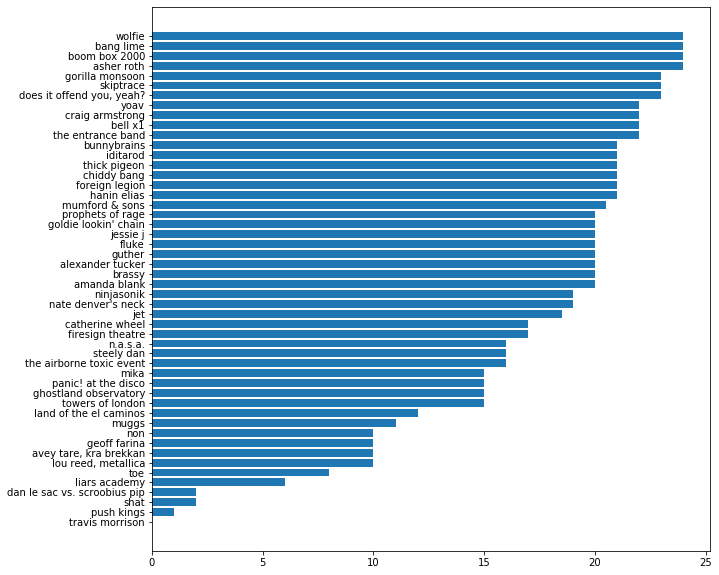 wolfie
bang lime
boom box 2000
asher roth
gorilla monsoon
skiptrace
does it offend you, yeah?
yoav
craig armstrong
bell x1
the entrance band
bunnybrains
iditarod
thick pigeon
chiddy bang
foreign legion
hanin elias
mumford & sons
prophets of rage
goldie lookin' chain
jessie j
fluke
guther
alexander tucker
brassy
amanda blank
ninjasonik
nate denver's neck
jet
catherine wheel
firesign theatre
n.a.s.a.
steely dan
the airborne toxic event
mika
panic! at the disco
ghostland observatory
towers of london
land of the el caminos
muggs
non
geoff farina
avey tare, kra brekkan
lou reed, metallica
toe
liars academy
dan le sac vs. scroobius pip
shat
push kings
travis morrison
0 5 10 15 20 25